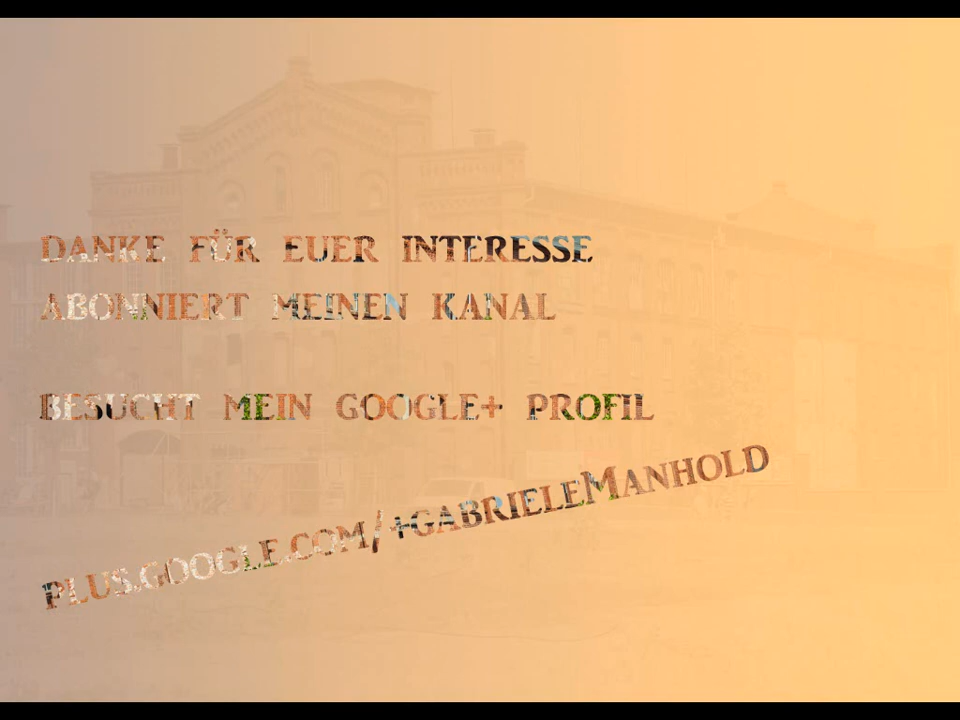 DANKE FÜR EUER INTERESSE
ABONNIERT MEINEN KANAL
BESUCHT MEIN GOOGLE+ PROFIL
PLUS.GOOGLE.COM/+GABRIELEMANHOLD